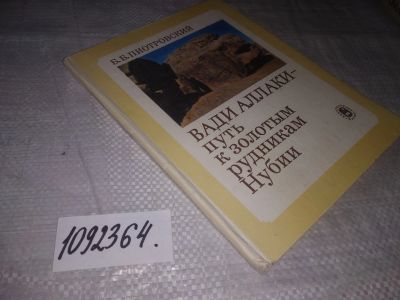 Б.Б.ПИОТРОВСКИЙ
ВАДИ АЛЛАКИ–
ПУТЬ
К ЗОЛОТЫМ
РУДНИКАМ
НУБИИ
1092364.